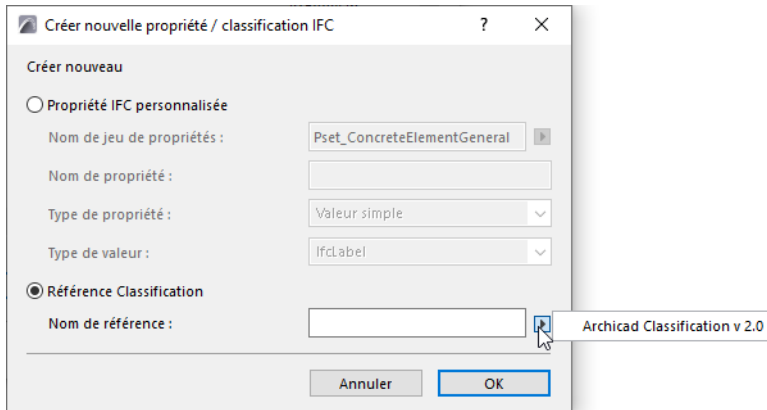 Créer nouvelle propriété / classification IFC ? ×
Créer nouveau
Propriété IFC personnalisée
Nom de jeu de propriétés : Pset_ConcreteElementGeneral
Nom de propriété :
Type de propriété : Valeur simple
Type de valeur : IfcLabel
Référence Classification
Nom de référence : Archicad Classification v 2.0
Annuler OK